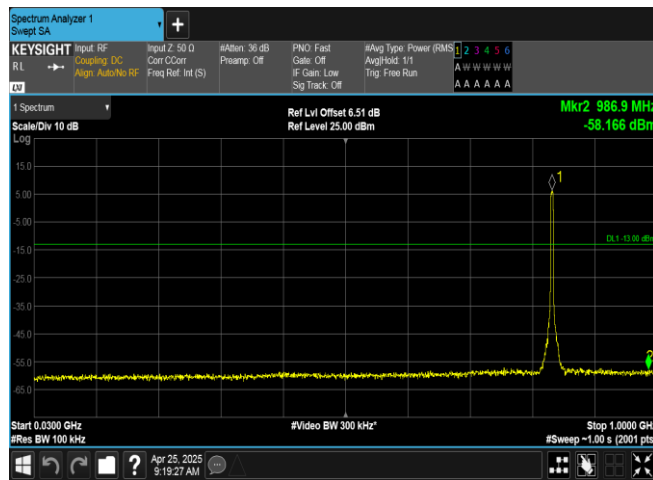 Spectrum Analyzer 1
Swept SA
KEYSIGHT
RL
LXI
Input: RF
Coupling: DC
Align: Auto/No RF
Input Z: 50 Ω
Corr CCorr
Freq Ref: Int (S)
#Atten: 36 dB
Preamp: Off
PNO: Fast
Gate: Off
IF Gain: Low
Sig Track: Off
#Avg Type: Power (RMS
Avg|Hold: 1/1
Trig: Free Run
1 2 3 4 5 6
A W W W W W
A A A A A A
1 Spectrum
Scale/Div 10 dB
Log
Ref Lvl Offset 6.51 dB
Ref Level 25.00 dBm
Mkr2 986.9 MHz
-58.166 dBm
15.0
5.00
-5.00
-15.0
-25.0
-35.0
-45.0
-55.0
-65.0
1
DL1 -13.00 dBm
2
Start 0.0300 GHz
#Res BW 100 kHz
#Video BW 300 kHz*
Stop 1.0000 GH
#Sweep ~1.00 s (2001 pts
Apr 25, 2025
9:19:27 AM